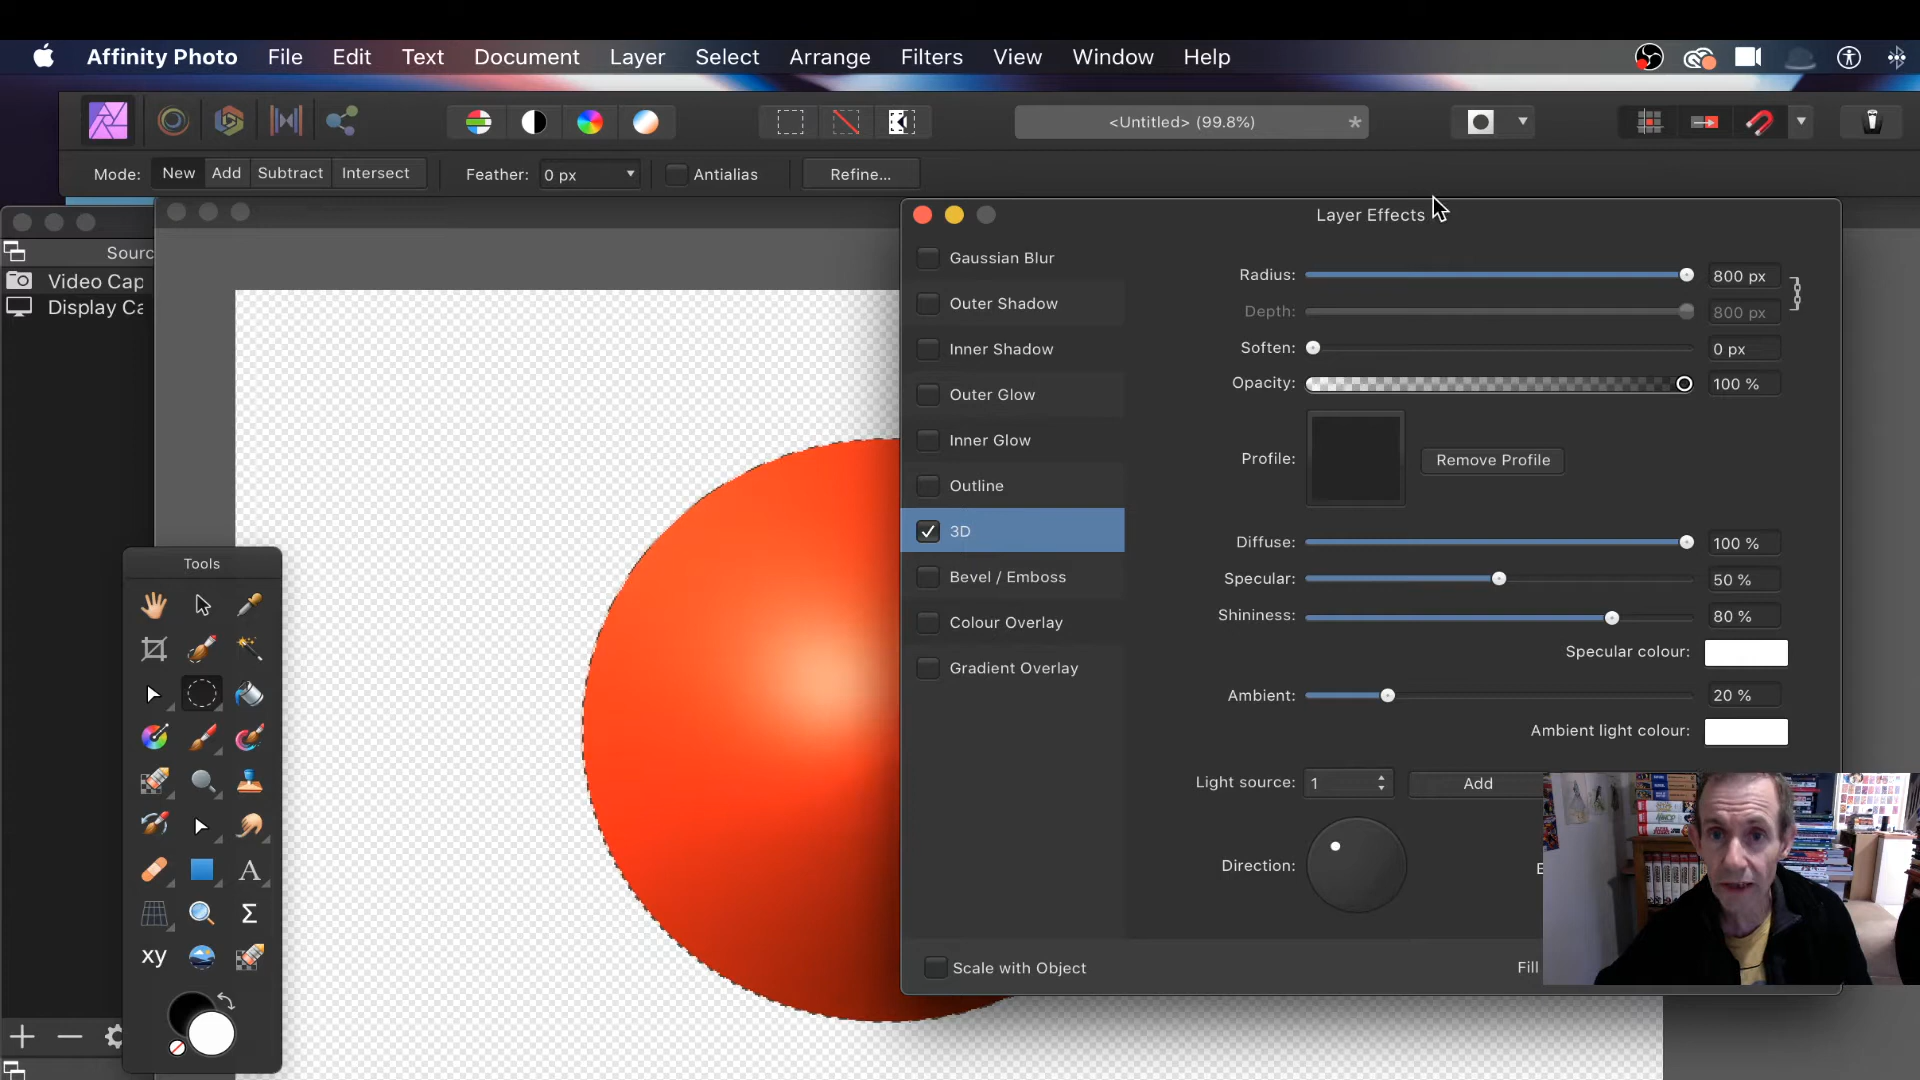 Affinity Photo File Edit Text Document Layer Select Arrange Filters View Window Help
<Untitled> (99.8%) *
Mode: New Add Subtract Intersect Feather: 0 px Antialias Refine...
Layer Effects
Sourc
Video Cap
Display Ca
Gaussian Blur
Outer Shadow
Inner Shadow
Outer Glow
Inner Glow
Outline
3D
Bevel / Emboss
Colour Overlay
Gradient Overlay
Radius: 800 px
Depth: 800 px
Soften: 0 px
Opacity: 100 %
Profile: Remove Profile
Diffuse: 100 %
Specular: 50 %
Shininess: 80 %
Specular colour:
Ambient: 20 %
Ambient light colour:
Light source: 1 Add
Direction:
Scale with Object
Fill
Tools
A
Σ
xy